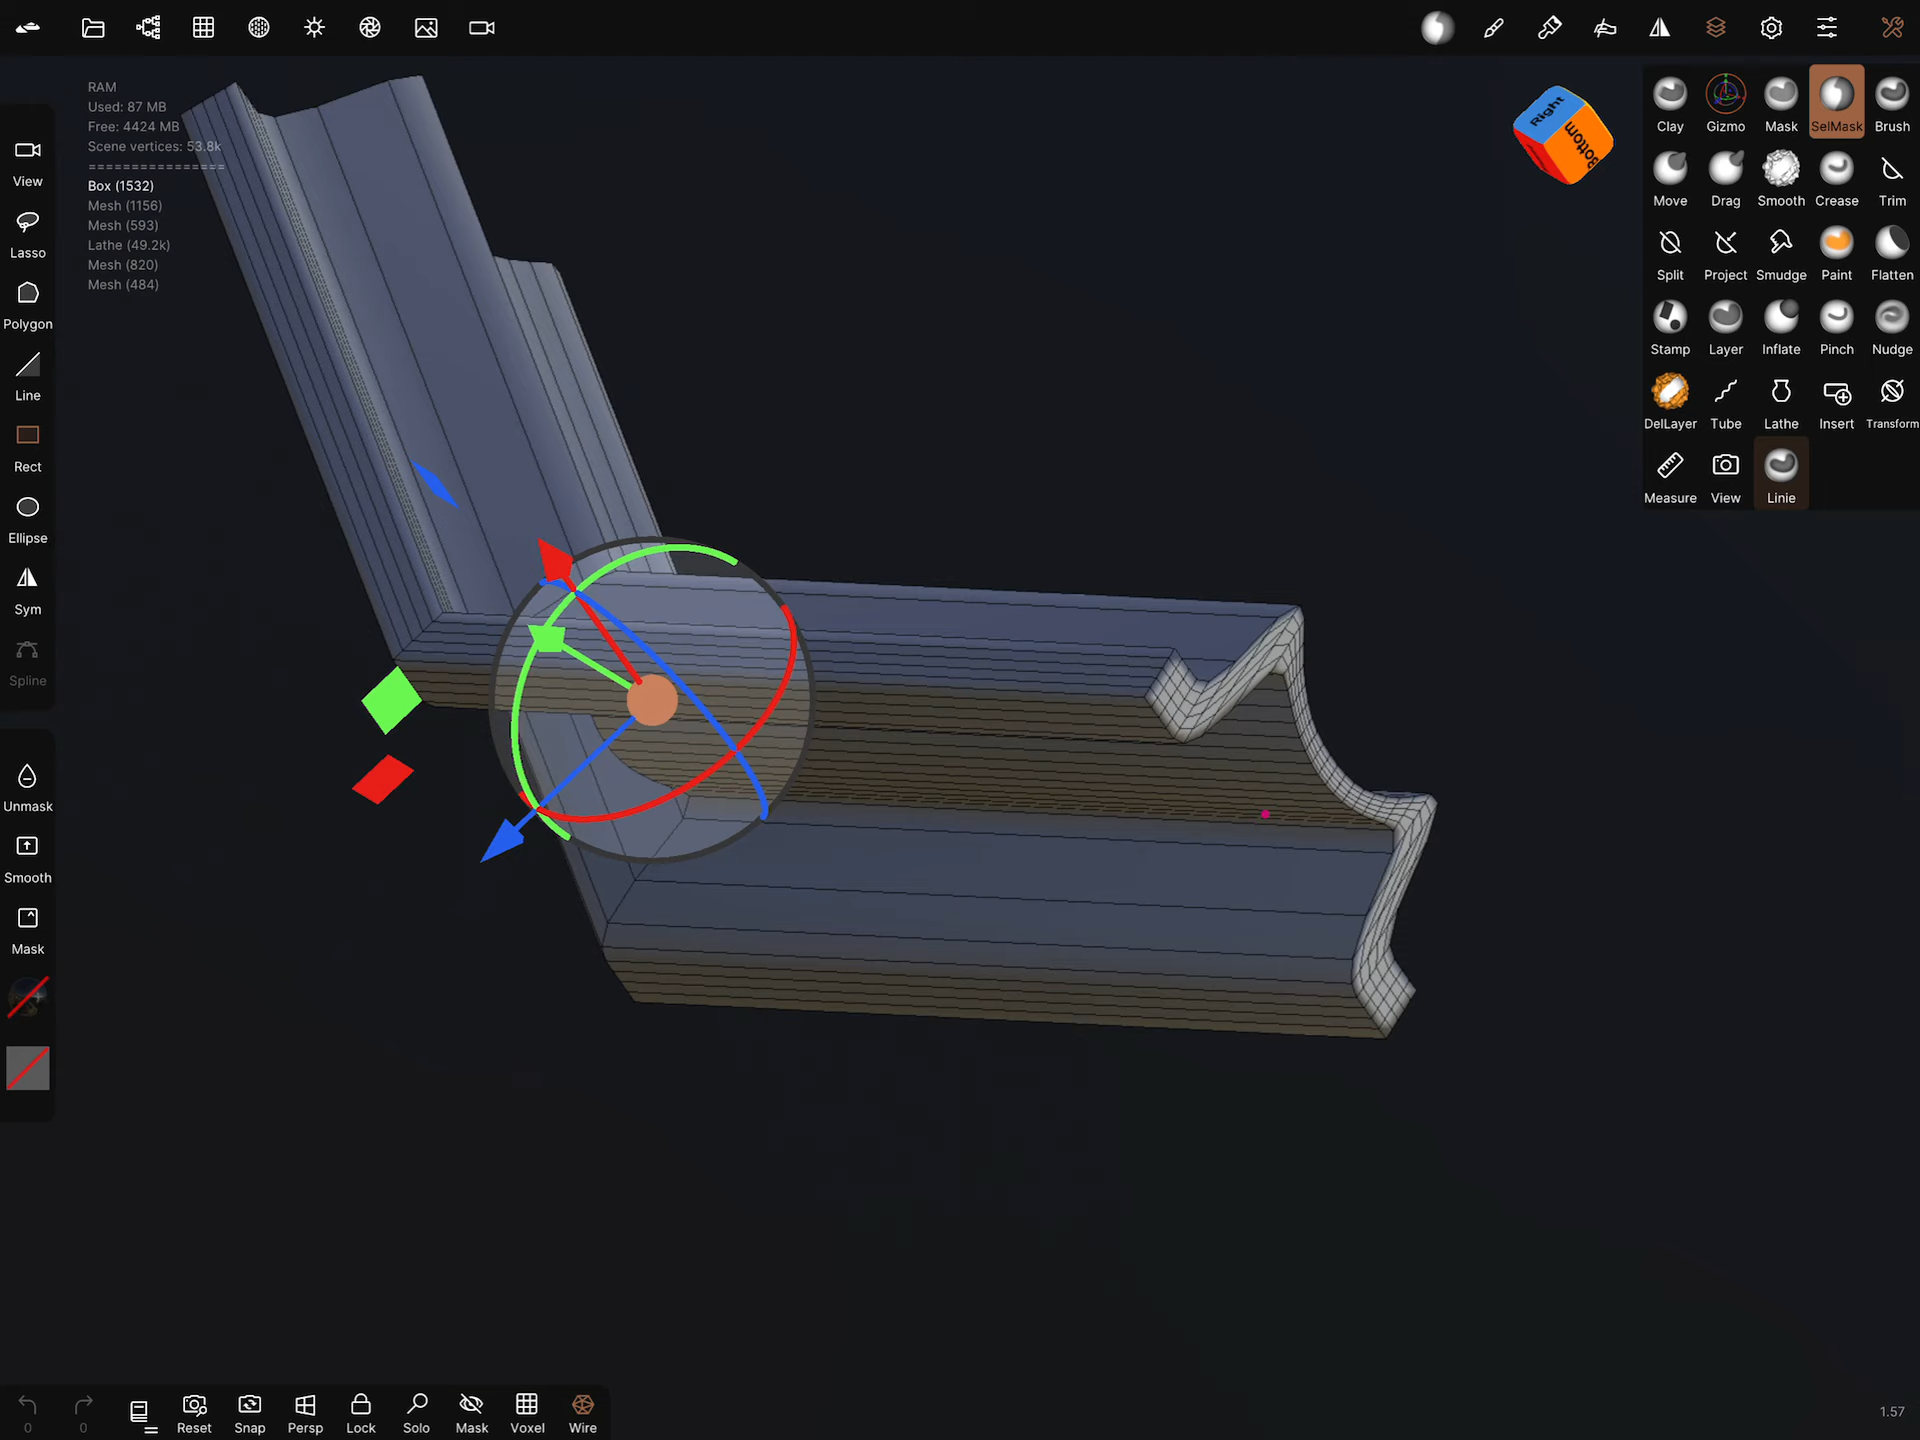 RAM
Used: 87 MB
Free: 4424 MB
Scene vertices: 53.8k
=================
Box (1532)
Mesh (1156)
Mesh (593)
Lathe (49.2k)
Mesh (820)
Mesh (484)
View
Lasso
Polygon
Line
Rect
Ellipse
Sym
Spline
Unmask
Smooth
Mask
Right
Bottom
Clay Gizmo Mask SelMask Brush
Move Drag Smooth Crease Trim
Split Project Smudge Paint Flatten
Stamp Layer Inflate Pinch Nudge
DelLayer Tube Lathe Insert Transform
Measure View Linie
0 0 Reset Snap Persp Lock Solo Mask Voxel Wire
1.57